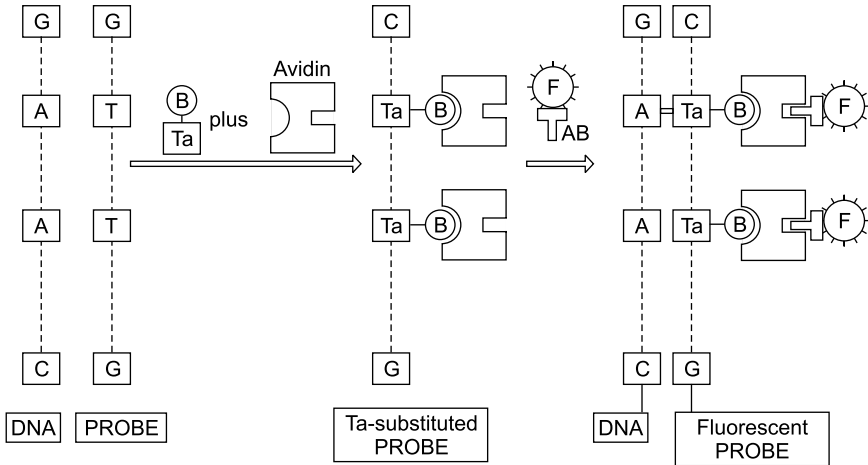 G G C G C
Avidin
B F
A T Ta plus Ta B A Ta B F
AB
A T Ta B A Ta B F
C G G C G
DNA PROBE Ta-substituted PROBE DNA Fluorescent PROBE